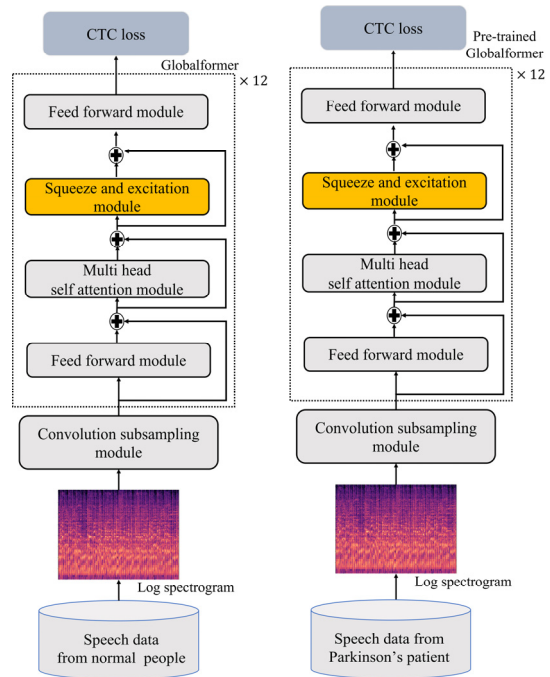 CTC loss
Globalformer
× 12
Feed forward module
Squeeze and excitation
module
Multi head
self attention module
Feed forward module
Convolution subsampling
module
Log spectrogram
Speech data
from normal people
CTC loss
Pre-trained
Globalformer
× 12
Feed forward module
Squeeze and excitation
module
Multi head
self attention module
Feed forward module
Convolution subsampling
module
Log spectrogram
Speech data from
Parkinson's patient